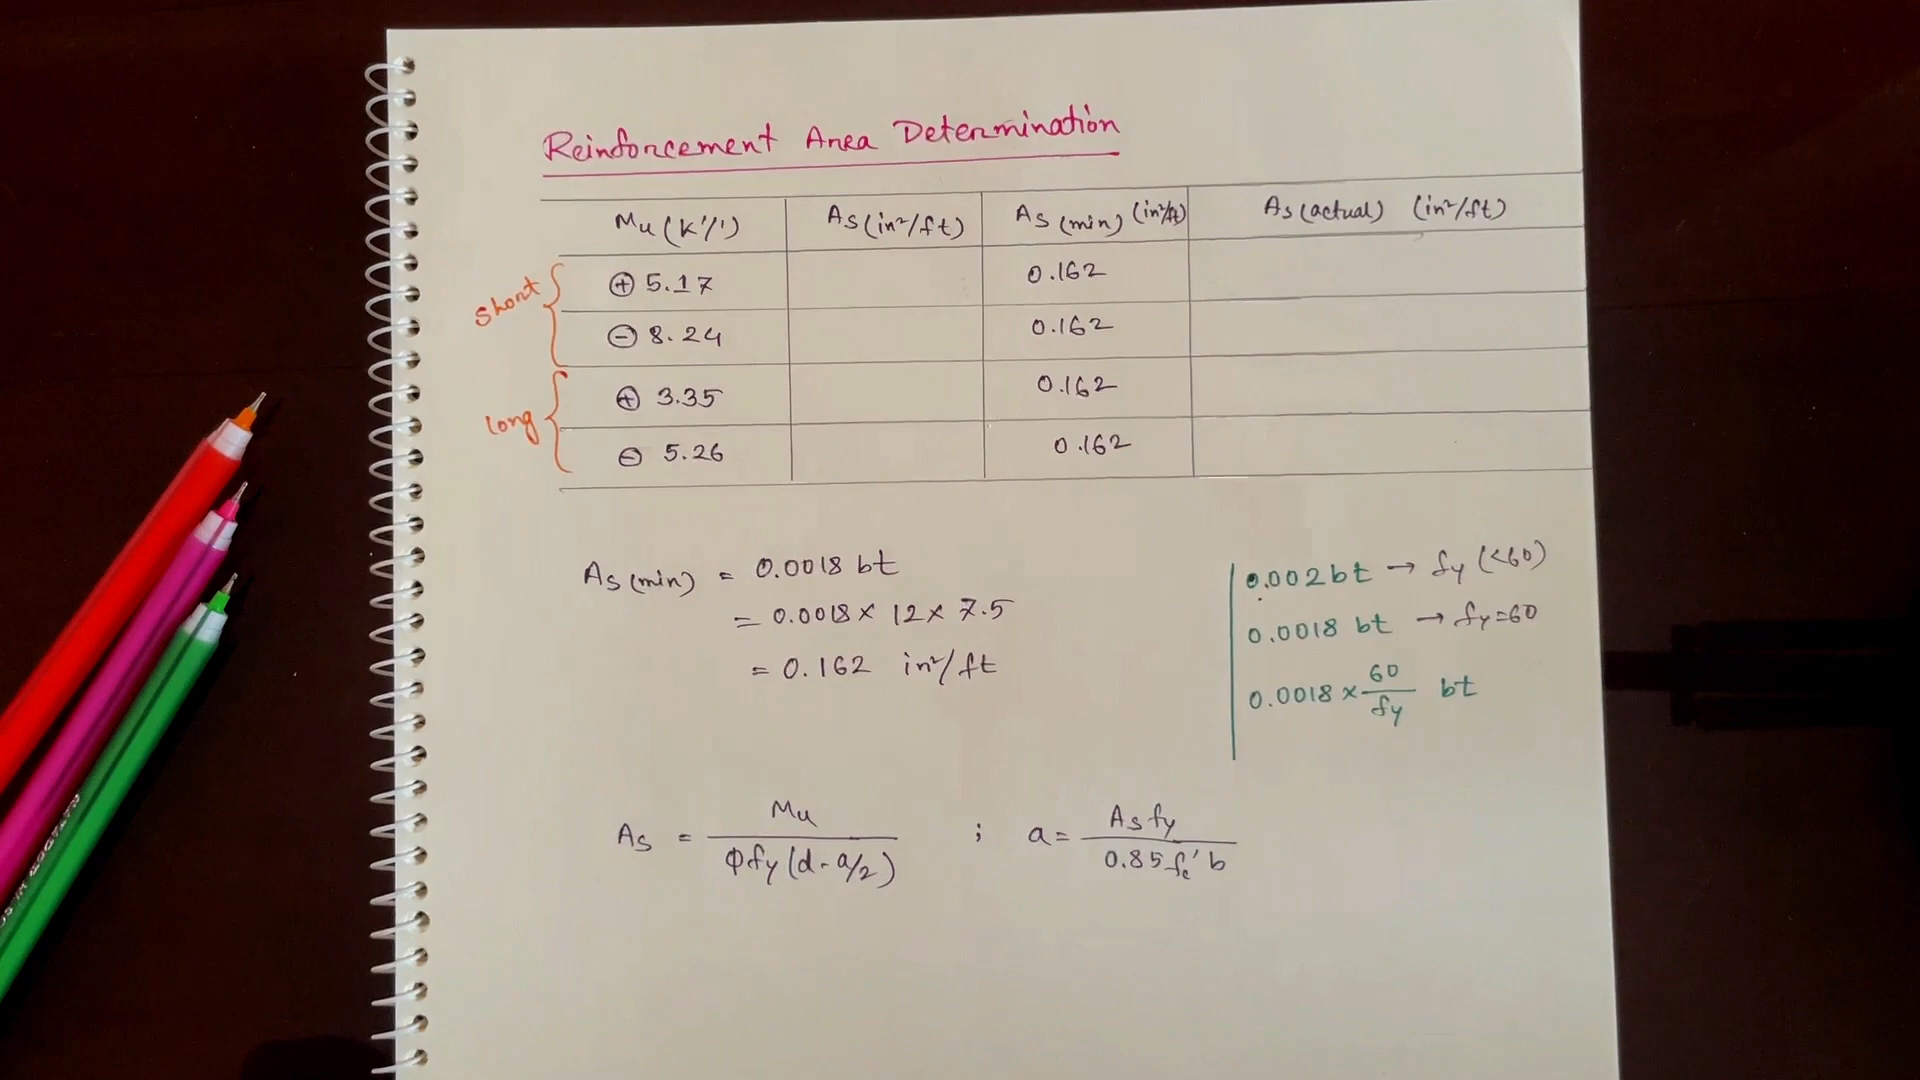 Reinforcement Area Determination
Mu (K'/') As (in²/ft) As (min) (in²/ft) As (actual) (in²/ft)
short
⊕ 5.17 0.162
⊖ 8.24 0.162
long
⊕ 3.35 0.162
⊖ 5.26 0.162
As (min) = 0.0018 bt
= 0.0018 × 12 × 7.5
= 0.162 in²/ft
0.002 bt → fy (<60)
0.0018 bt → fy=60
0.0018 × 60/fy bt
As = Mu / φfy (d - a/2) ; a = As fy / 0.85 fc' b